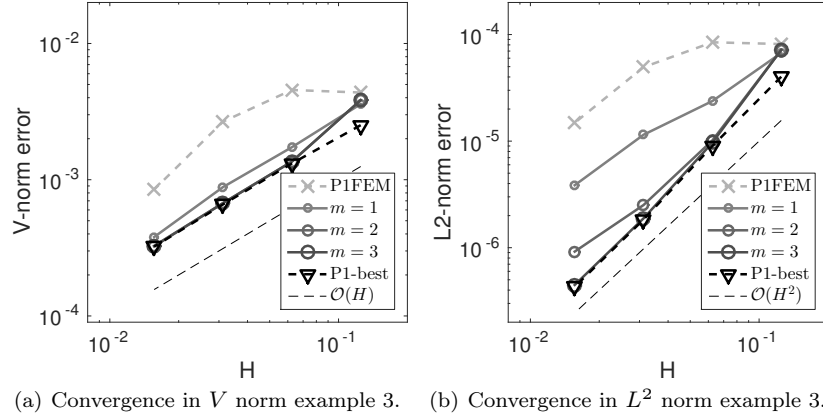 10^{-2}
10^{-3}
10^{-4}
V-norm error
10^{-2}
10^{-1}
H
P1FEM
m = 1
m = 2
m = 3
P1-best
O(H)
(a) Convergence in V norm example 3.
10^{-4}
10^{-5}
10^{-6}
L2-norm error
10^{-2}
10^{-1}
H
P1FEM
m = 1
m = 2
m = 3
P1-best
O(H^2)
(b) Convergence in L^2 norm example 3.